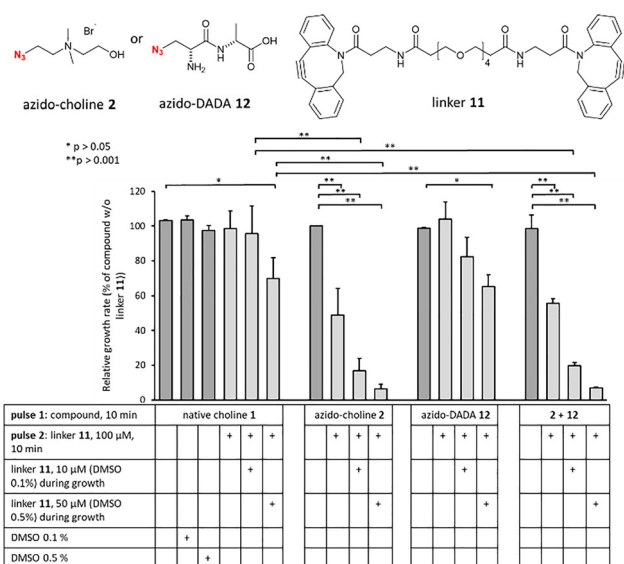 Br⁻
or
N₃
N⁺
OH
N₃
O
N
H
OH
NH₂
O
O
N
N
H
O
O
4
O
N
H
O
N
azido-choline 2
azido-DADA 12
linker 11
* p > 0.05
**p > 0.001
**
**
**
**
*
**
**
**
*
**
**
**
Relative growth rate (% of compound w/o
linker 11))
120
100
80
60
40
20
0
pulse 1: compound, 10 min
native choline 1
azido-choline 2
azido-DADA 12
2 + 12
pulse 2: linker 11, 100 µM,
10 min
+ + + + + + + + + + + +
linker 11, 10 µM (DMSO
0.1%) during growth
+ + + +
linker 11, 50 µM (DMSO
0.5%) during growth
+ + + +
DMSO 0.1 %
+
DMSO 0.5 %
+